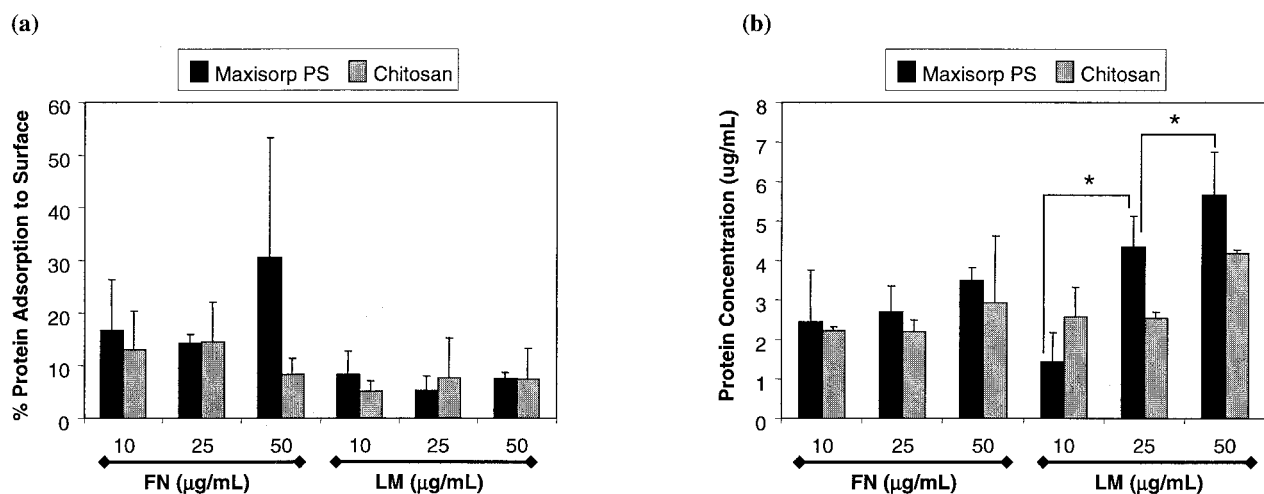 (a)
Maxisorp PS Chitosan
% Protein Adsorption to Surface
60
50
40
30
20
10
0
10 25 50 10 25 50
FN (µg/mL) LM (µg/mL)
(b)
Maxisorp PS Chitosan
Protein Concentration (ug/mL)
8
7
6
5
4
3
2
1
0
* *
10 25 50 10 25 50
FN (µg/mL) LM (µg/mL)